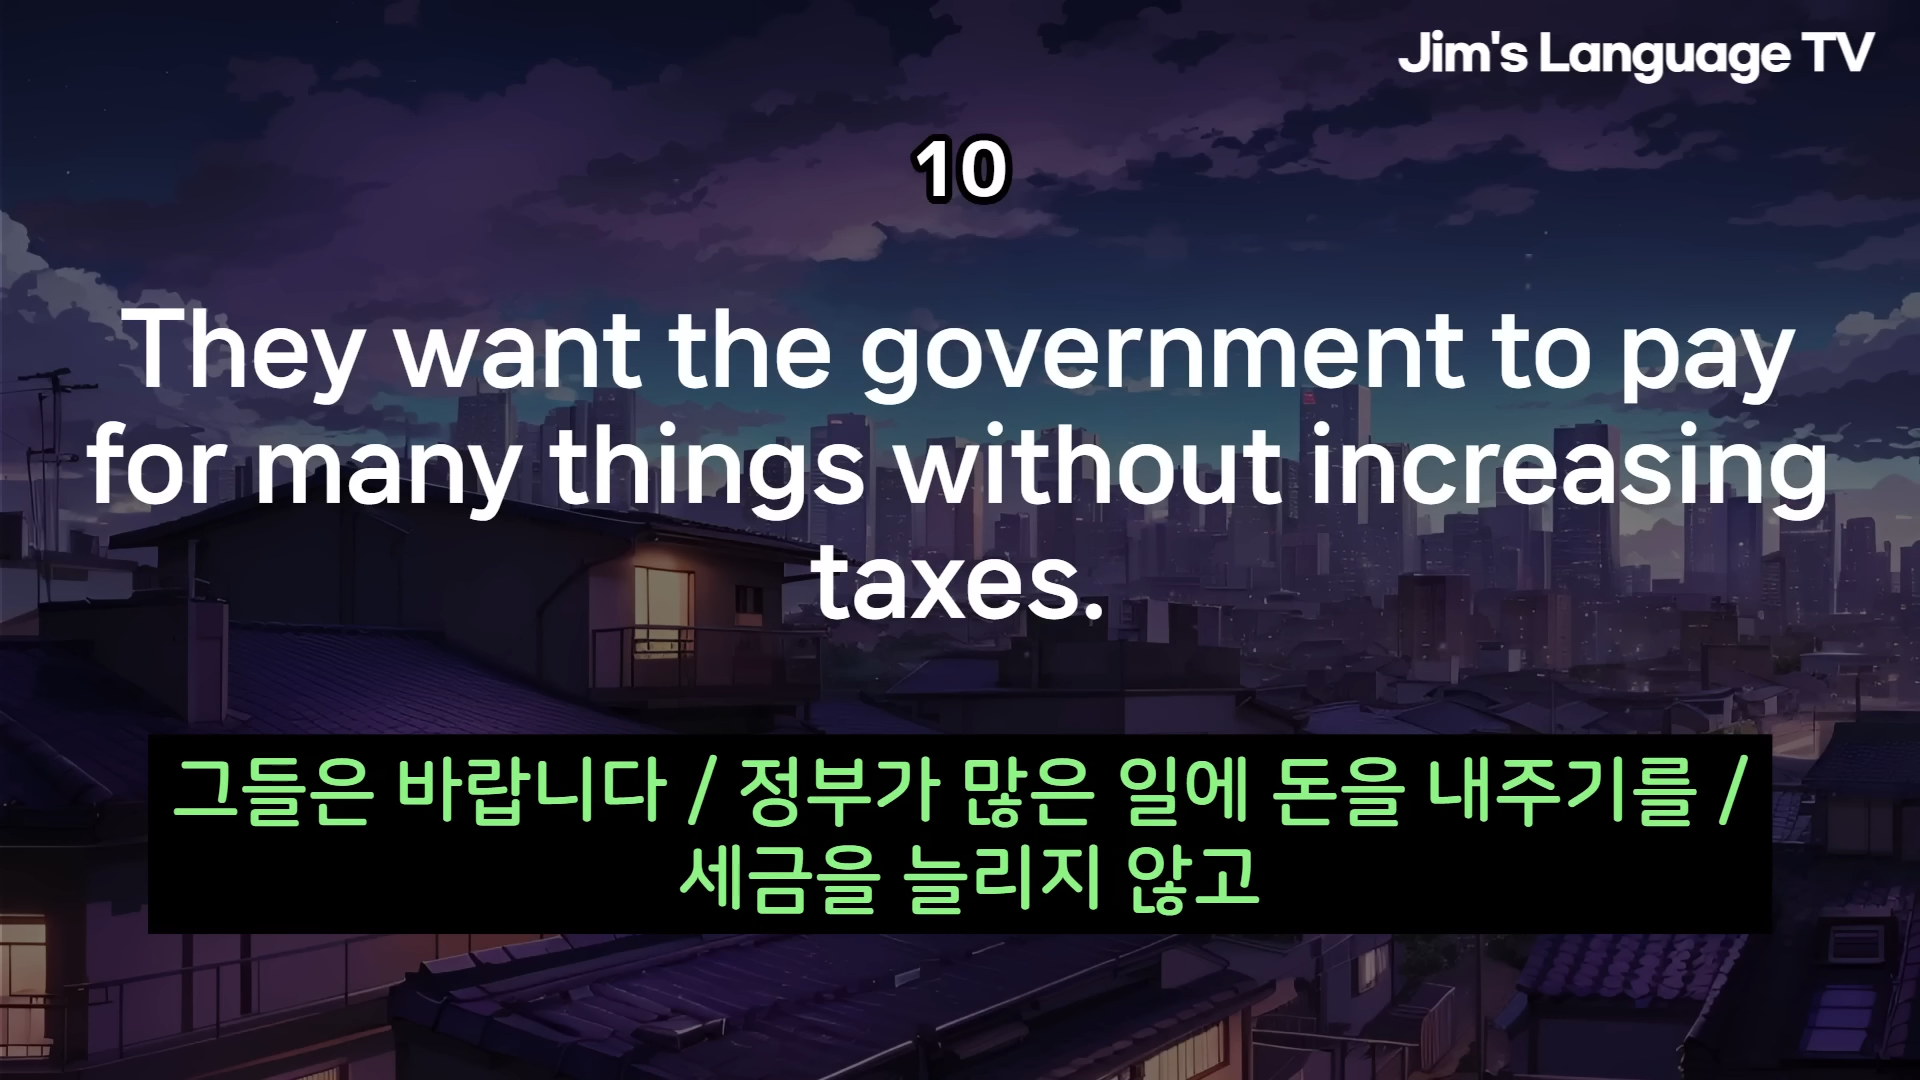 Jim's Language TV
10
They want the government to pay
for many things without increasing
taxes.
그들은 바랍니다 / 정부가 많은 일에 돈을 내주기를 /
세금을 늘리지 않고